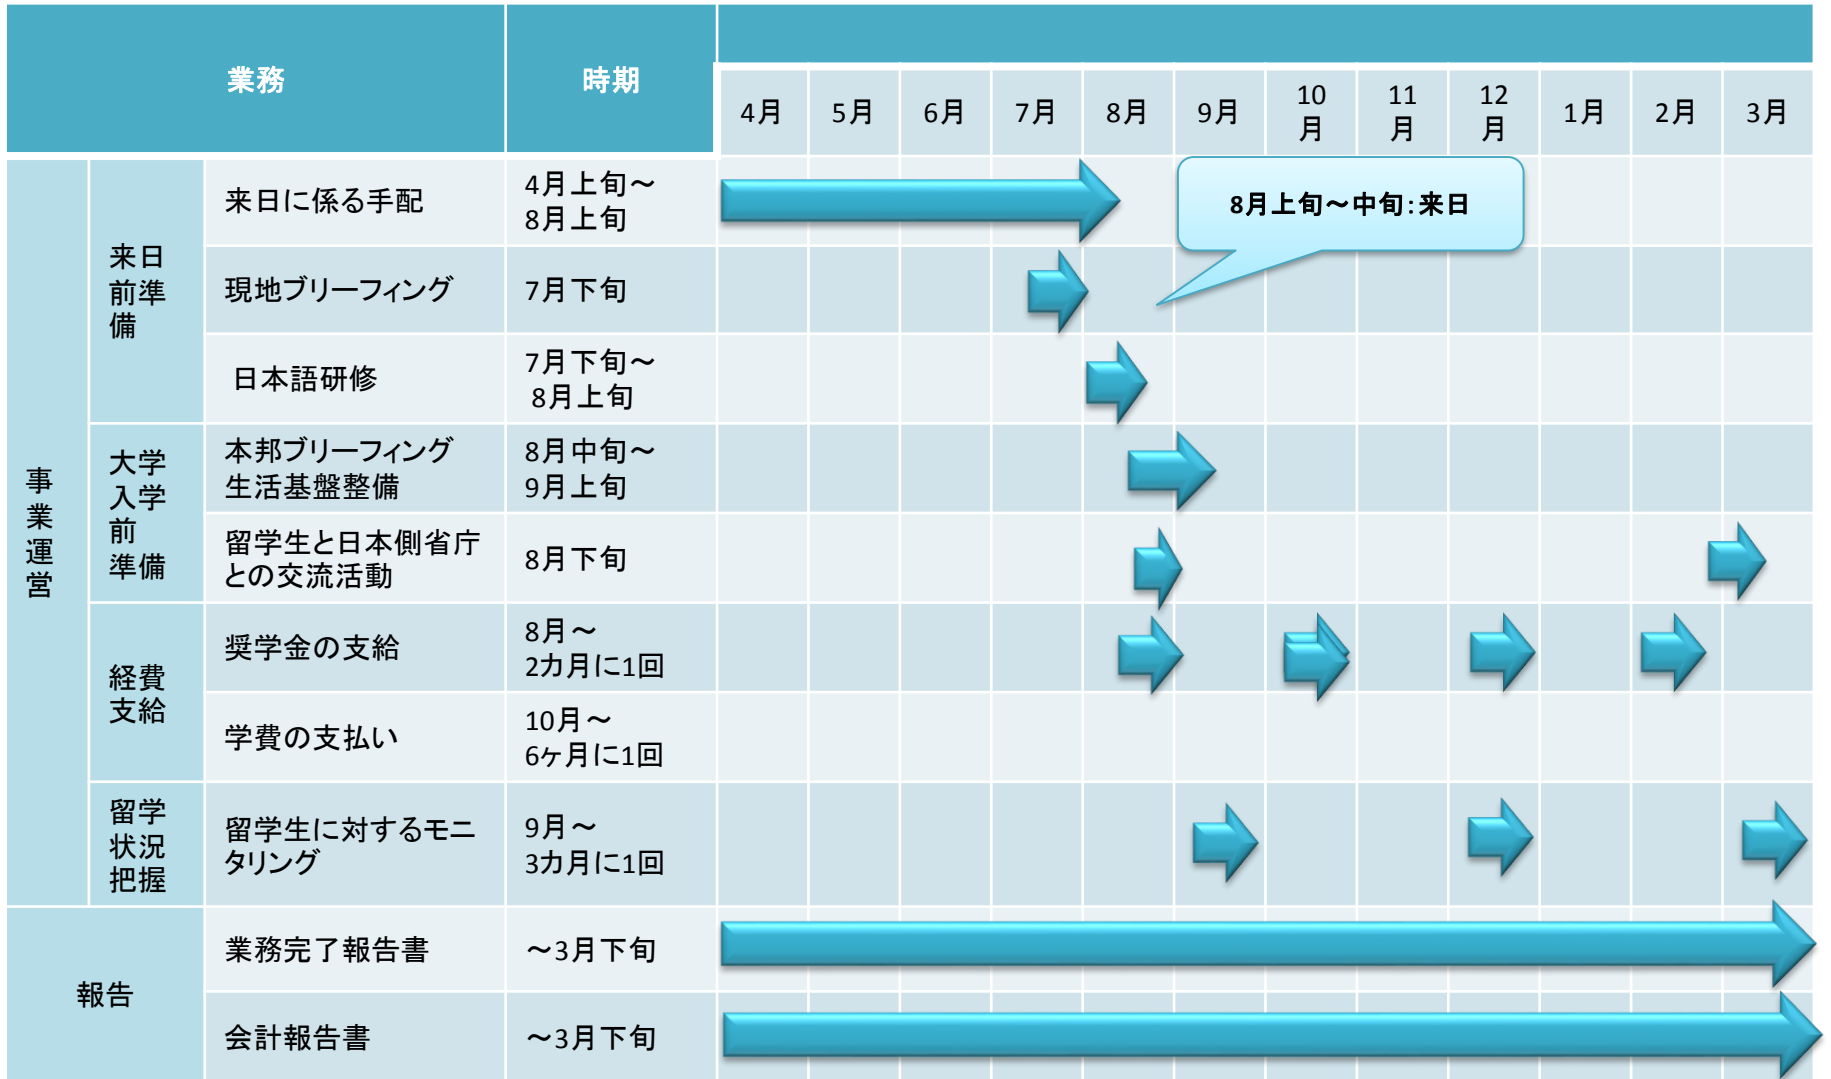 業務
時期
4月
5月
6月
7月
8月
9月
10
月
11
月
12
月
1月
2月
3月
事
業
運
営
来日
前準
備
来日に係る手配
4月上旬～
8月上旬
8月上旬～中旬：来日
現地ブリーフィング
7月下旬
日本語研修
7月下旬～
8月上旬
大学
入学
前
準備
本邦ブリーフィング
生活基盤整備
8月中旬～
9月上旬
留学生と日本側省庁
との交流活動
8月下旬
経費
支給
奨学金の支給
8月～
2カ月に1回
学費の支払い
10月～
6ヶ月に1回
留学
状況
把握
留学生に対するモニ
タリング
9月～
3カ月に1回
報告
業務完了報告書
～3月下旬
会計報告書
～3月下旬